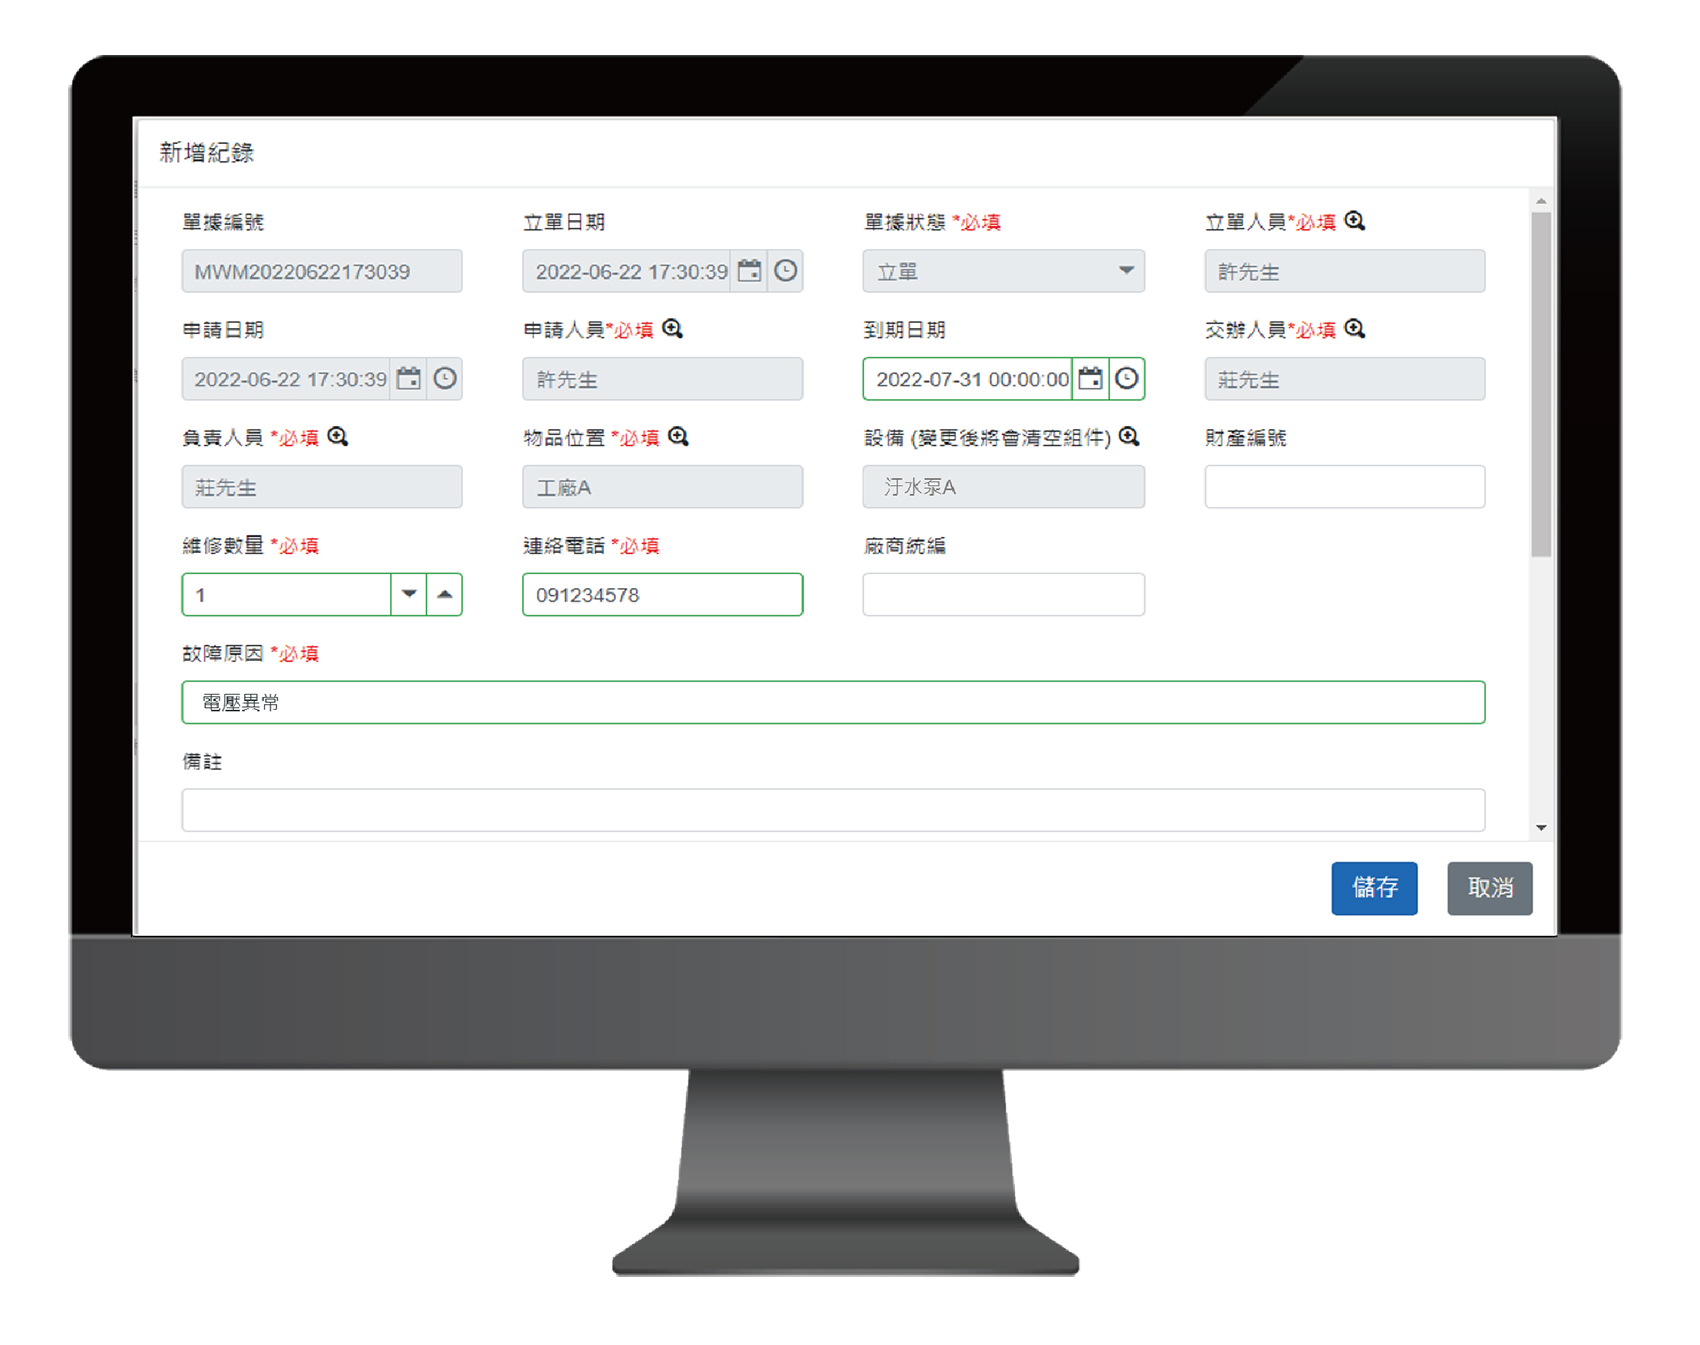 新增紀錄
單據編號 立單日期 單據狀態 *必填 立單人員*必填
MWM20220622173039 2022-06-22 17:30:39 立單 許先生
申請日期 申請人員*必填 到期日期 交辦人員*必填
2022-06-22 17:30:39 許先生 2022-07-31 00:00:00 莊先生
負責人員 *必填 物品位置 *必填 設備 (變更後將會清空組件) 財產編號
莊先生 工廠A 汙水泵A
維修數量 *必填 連絡電話 *必填 廠商統編
1 091234578
故障原因 *必填
電壓異常
備註
儲存 取消